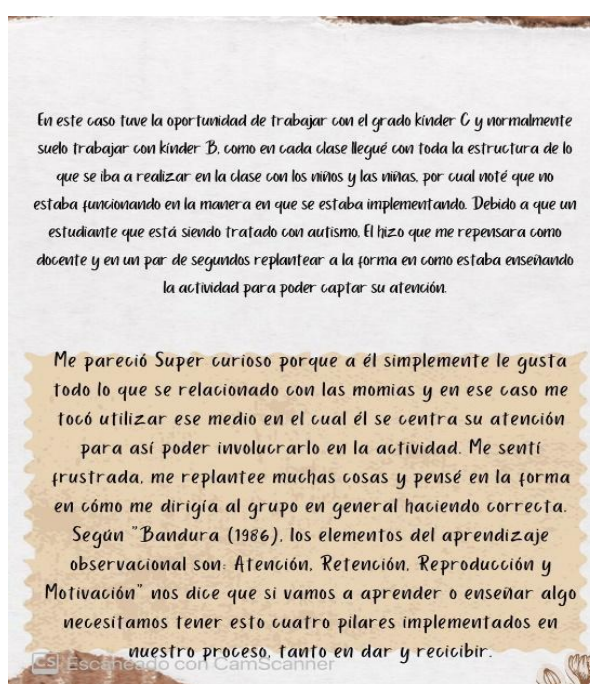 En este caso tuve la oportunidad de trabajar con el grado kínder C y normalmente
suelo trabajar con kínder B, como en cada clase llegué con toda la estructura de lo
que se iba a realizar en la clase con los niños y las niñas, por cual noté que no
estaba funcionando en la manera en que se estaba implementando. Debido a que un
estudiante que está siendo tratado con autismo, El hizo que me repensara como
docente y en un par de segundos replantear a la forma en como estaba enseñando
la actividad para poder captar su atención.
Me pareció Super curioso porque a él simplemente le gusta
todo lo que se relacionado con las momias y en ese caso me
tocó utilizar ese medio en el cual él se centra su atención
para así poder involucrarlo en la actividad. Me sentí
frustrada, me replantee muchas cosas y pensé en la forma
en cómo me dirigía al grupo en general haciendo correcta.
Según "Bandura (1986), los elementos del aprendizaje
observacional son: Atención, Retención, Reproducción y
Motivación" nos dice que si vamos a aprender o enseñar algo
necesitamos tener esto cuatro pilares implementados en
nuestro proceso, tanto en dar y recicibir.
CS Escaneado con CamScanner